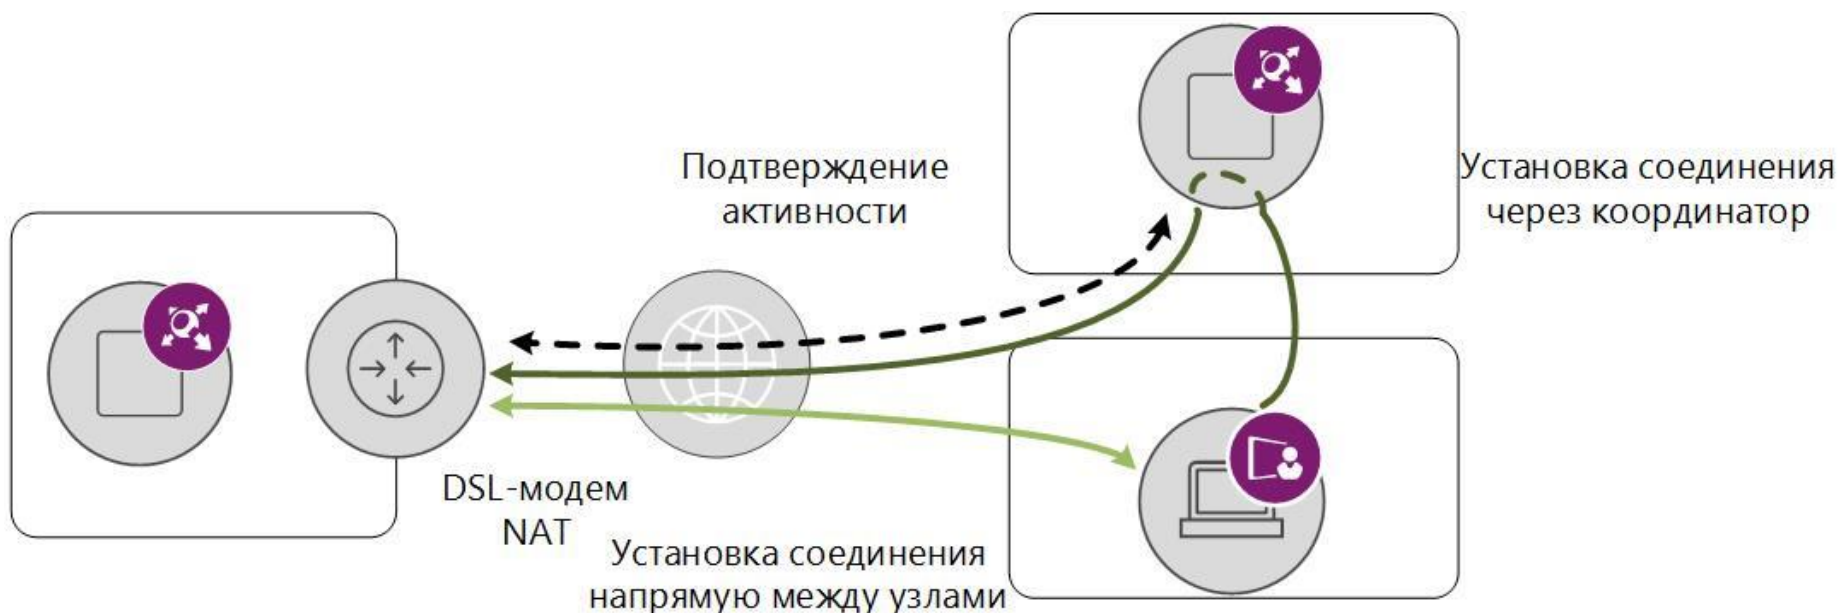 Подтверждение
активности
Установка соединения
через координатор
DSL-модем
NAT
Установка соединения
напрямую между узлами